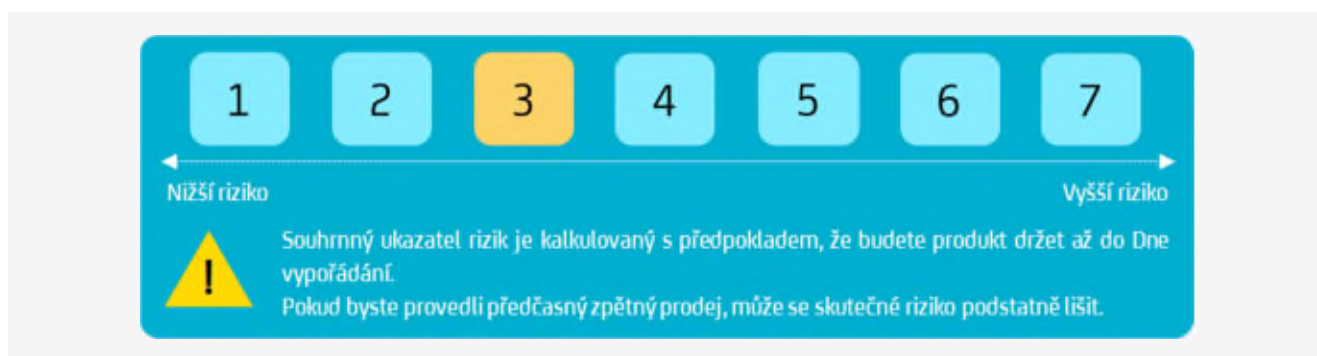 1 2 3 4 5 6 7
Nižší riziko Vyšší riziko
Souhrnný ukazatel rizik je kalkulovaný s předpokladem, že budete produkt držet až do Dne
vypořádání.
!
Pokud byste provedli předčasný zpětný prodej, může se skutečné riziko podstatně lišit.